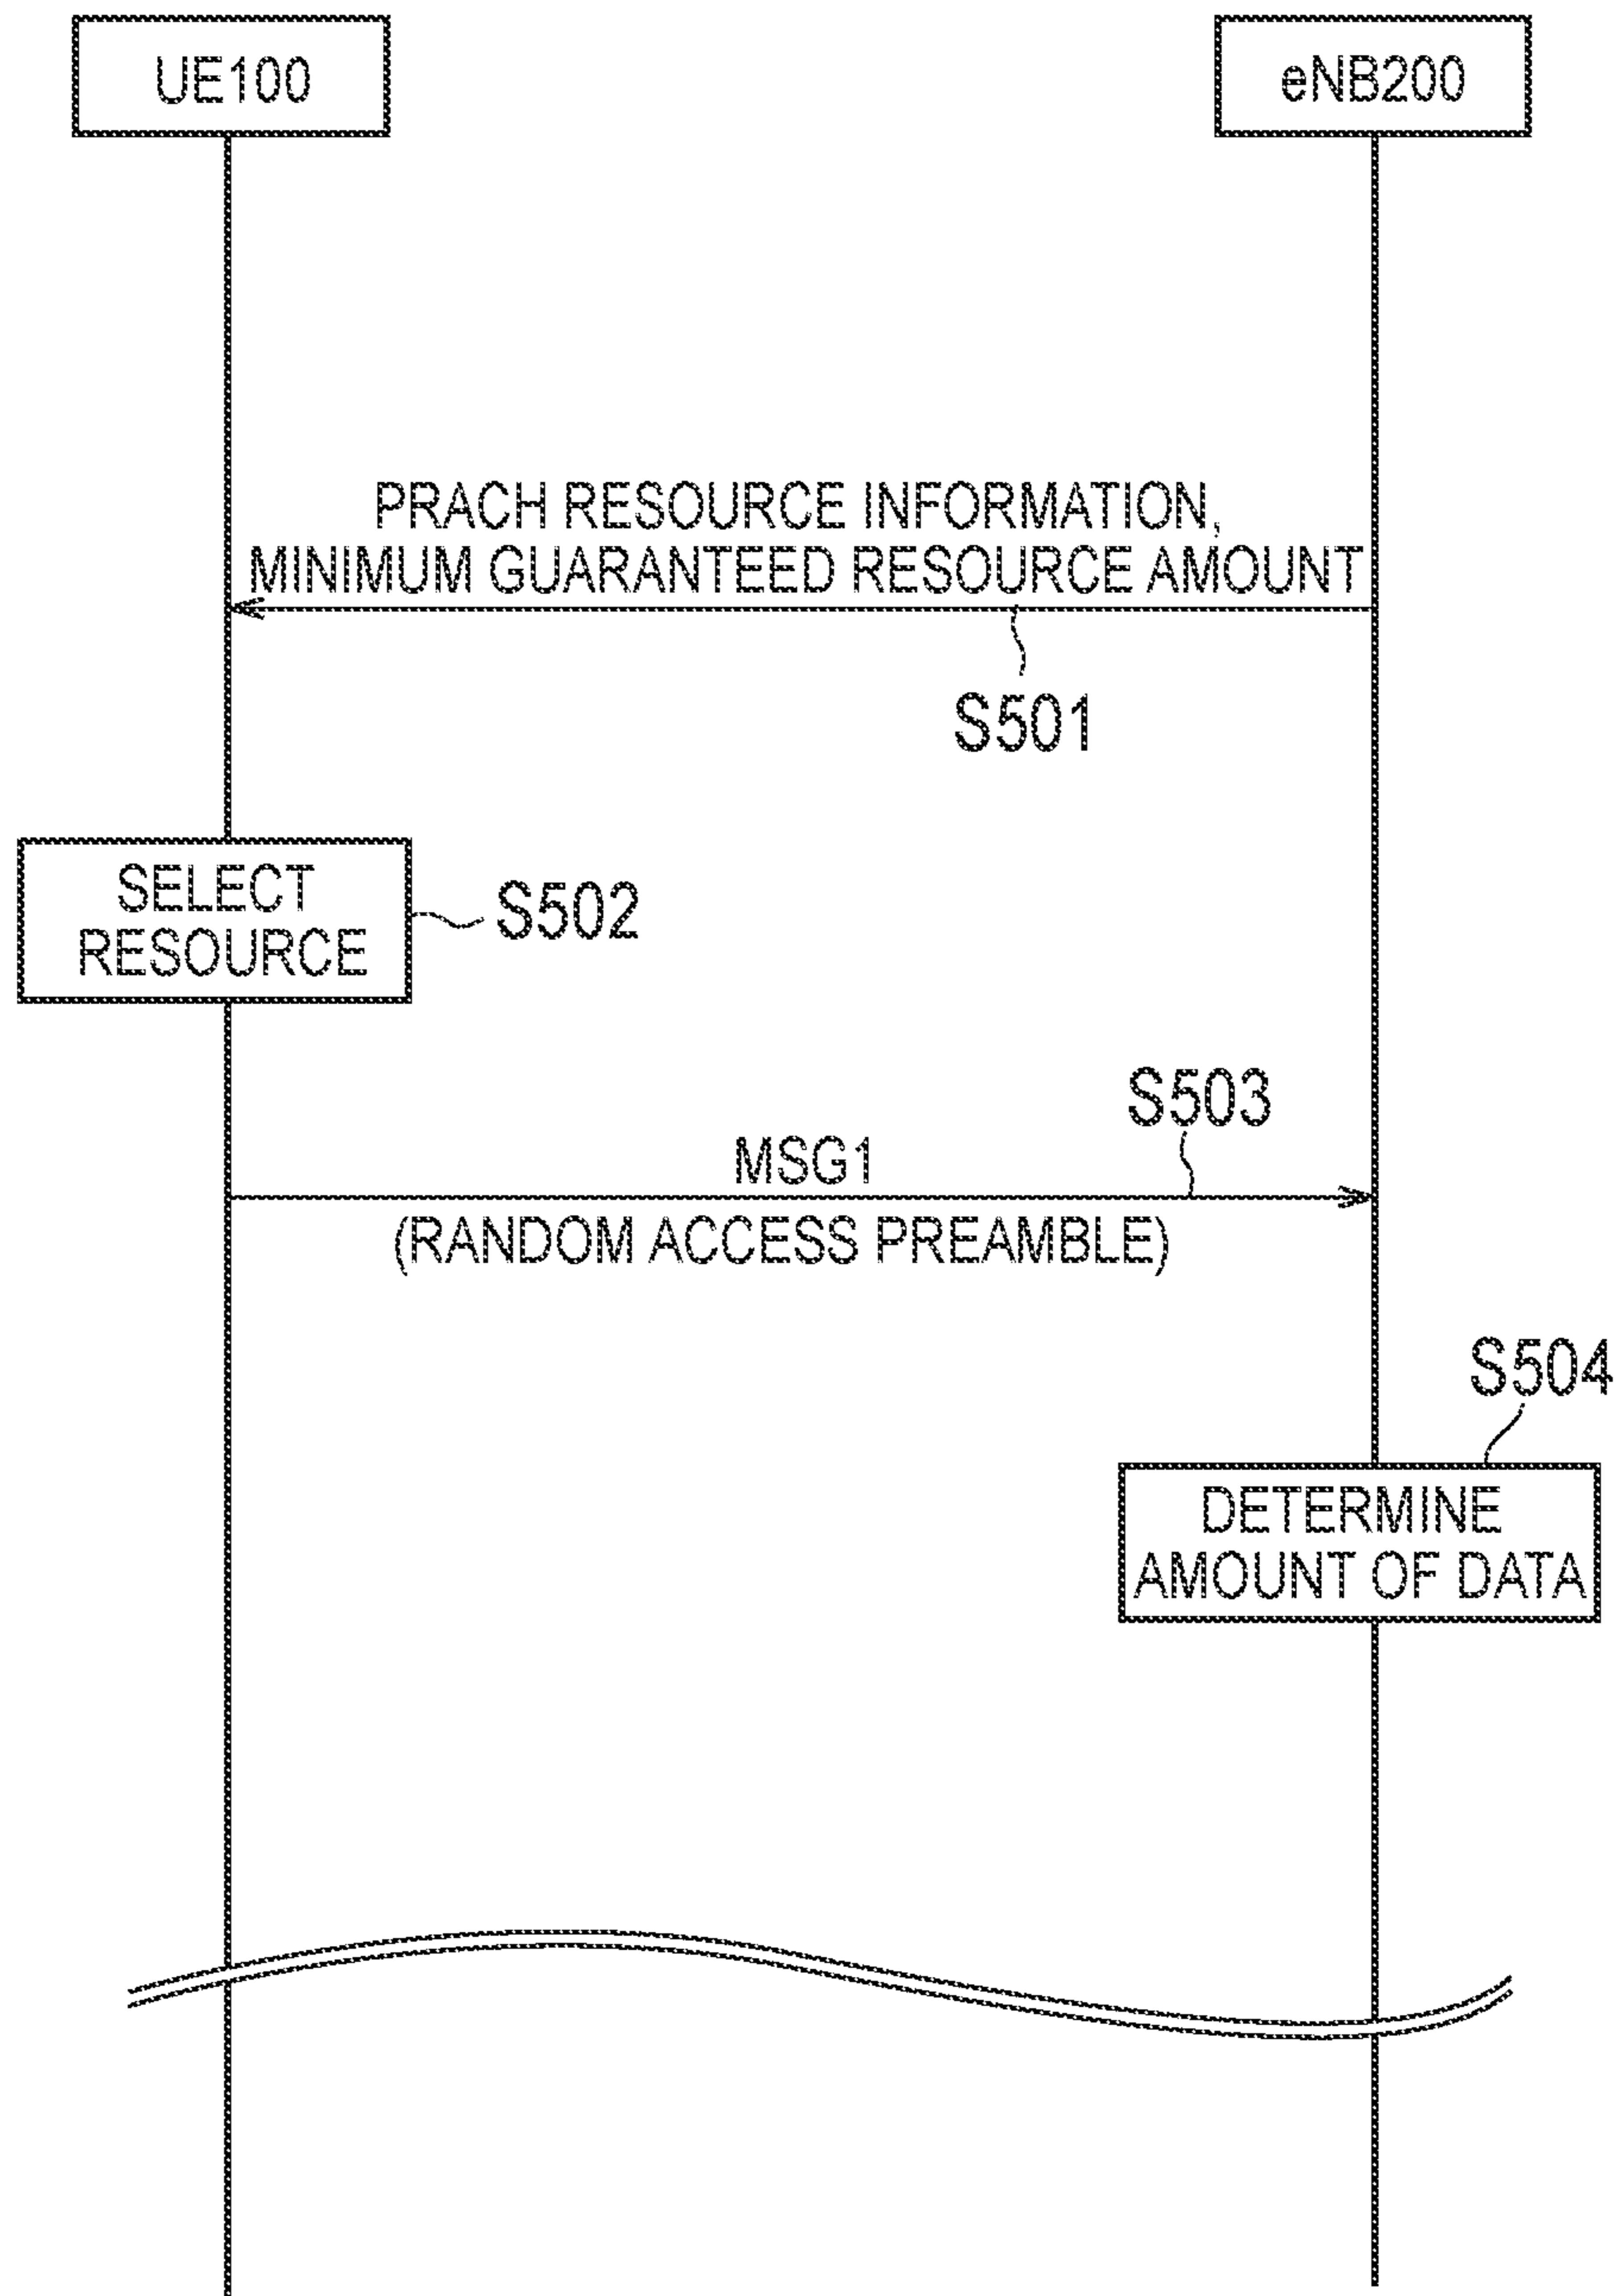 UE100
eNB200
PRACH RESOURCE INFORMATION,
MINIMUM GUARANTEED RESOURCE AMOUNT
S501
SELECT
RESOURCE
S502
S503
MSG1
(RANDOM ACCESS PREAMBLE)
S504
DETERMINE
AMOUNT OF DATA